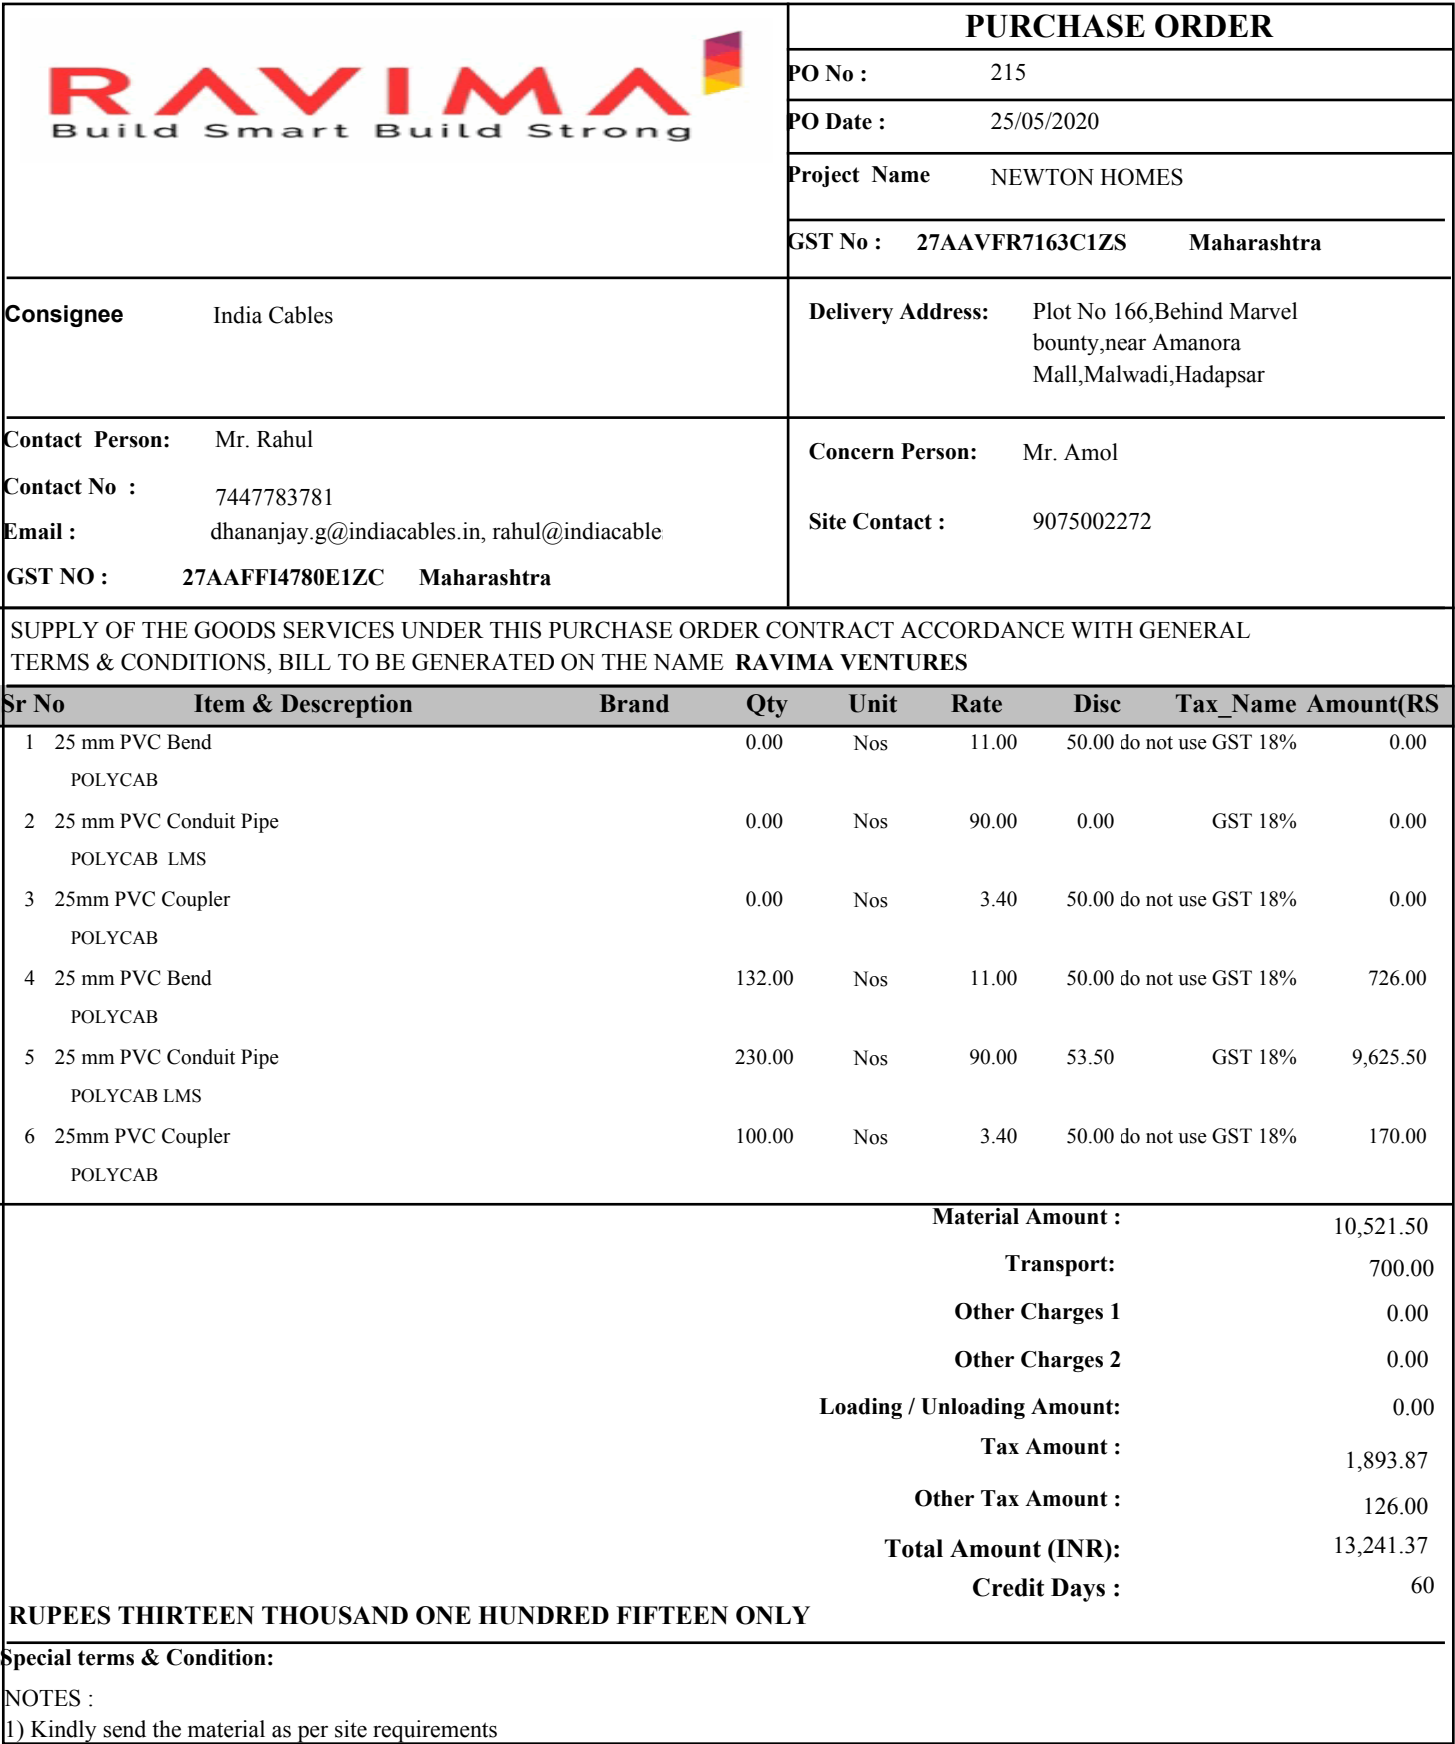 RAVIMA
Build Smart Build Strong
PURCHASE ORDER
PO No : 215
PO Date : 25/05/2020
Project Name NEWTON HOMES
GST No : 27AAVFR7163C1ZS Maharashtra
Consignee India Cables
Delivery Address: Plot No 166,Behind Marvel
bounty,near Amanora
Mall,Malwadi,Hadapsar
Contact Person: Mr. Rahul
Contact No : 7447783781
Email : dhananjay.g@indiacables.in, rahul@indiacable
GST NO : 27AAFFI4780E1ZC Maharashtra
Concern Person: Mr. Amol
Site Contact : 9075002272
SUPPLY OF THE GOODS SERVICES UNDER THIS PURCHASE ORDER CONTRACT ACCORDANCE WITH GENERAL
TERMS & CONDITIONS, BILL TO BE GENERATED ON THE NAME RAVIMA VENTURES
Sr No Item & Descreption Brand Qty Unit Rate Disc Tax_Name Amount(RS
1 25 mm PVC Bend 0.00 Nos 11.00 50.00 do not use GST 18% 0.00
POLYCAB
2 25 mm PVC Conduit Pipe 0.00 Nos 90.00 0.00 GST 18% 0.00
POLYCAB LMS
3 25mm PVC Coupler 0.00 Nos 3.40 50.00 do not use GST 18% 0.00
POLYCAB
4 25 mm PVC Bend 132.00 Nos 11.00 50.00 do not use GST 18% 726.00
POLYCAB
5 25 mm PVC Conduit Pipe 230.00 Nos 90.00 53.50 GST 18% 9,625.50
POLYCAB LMS
6 25mm PVC Coupler 100.00 Nos 3.40 50.00 do not use GST 18% 170.00
POLYCAB
Material Amount : 10,521.50
Transport: 700.00
Other Charges 1 0.00
Other Charges 2 0.00
Loading / Unloading Amount: 0.00
Tax Amount : 1,893.87
Other Tax Amount : 126.00
Total Amount (INR): 13,241.37
Credit Days : 60
RUPEES THIRTEEN THOUSAND ONE HUNDRED FIFTEEN ONLY
Special terms & Condition:
NOTES :
1) Kindly send the material as per site requirements